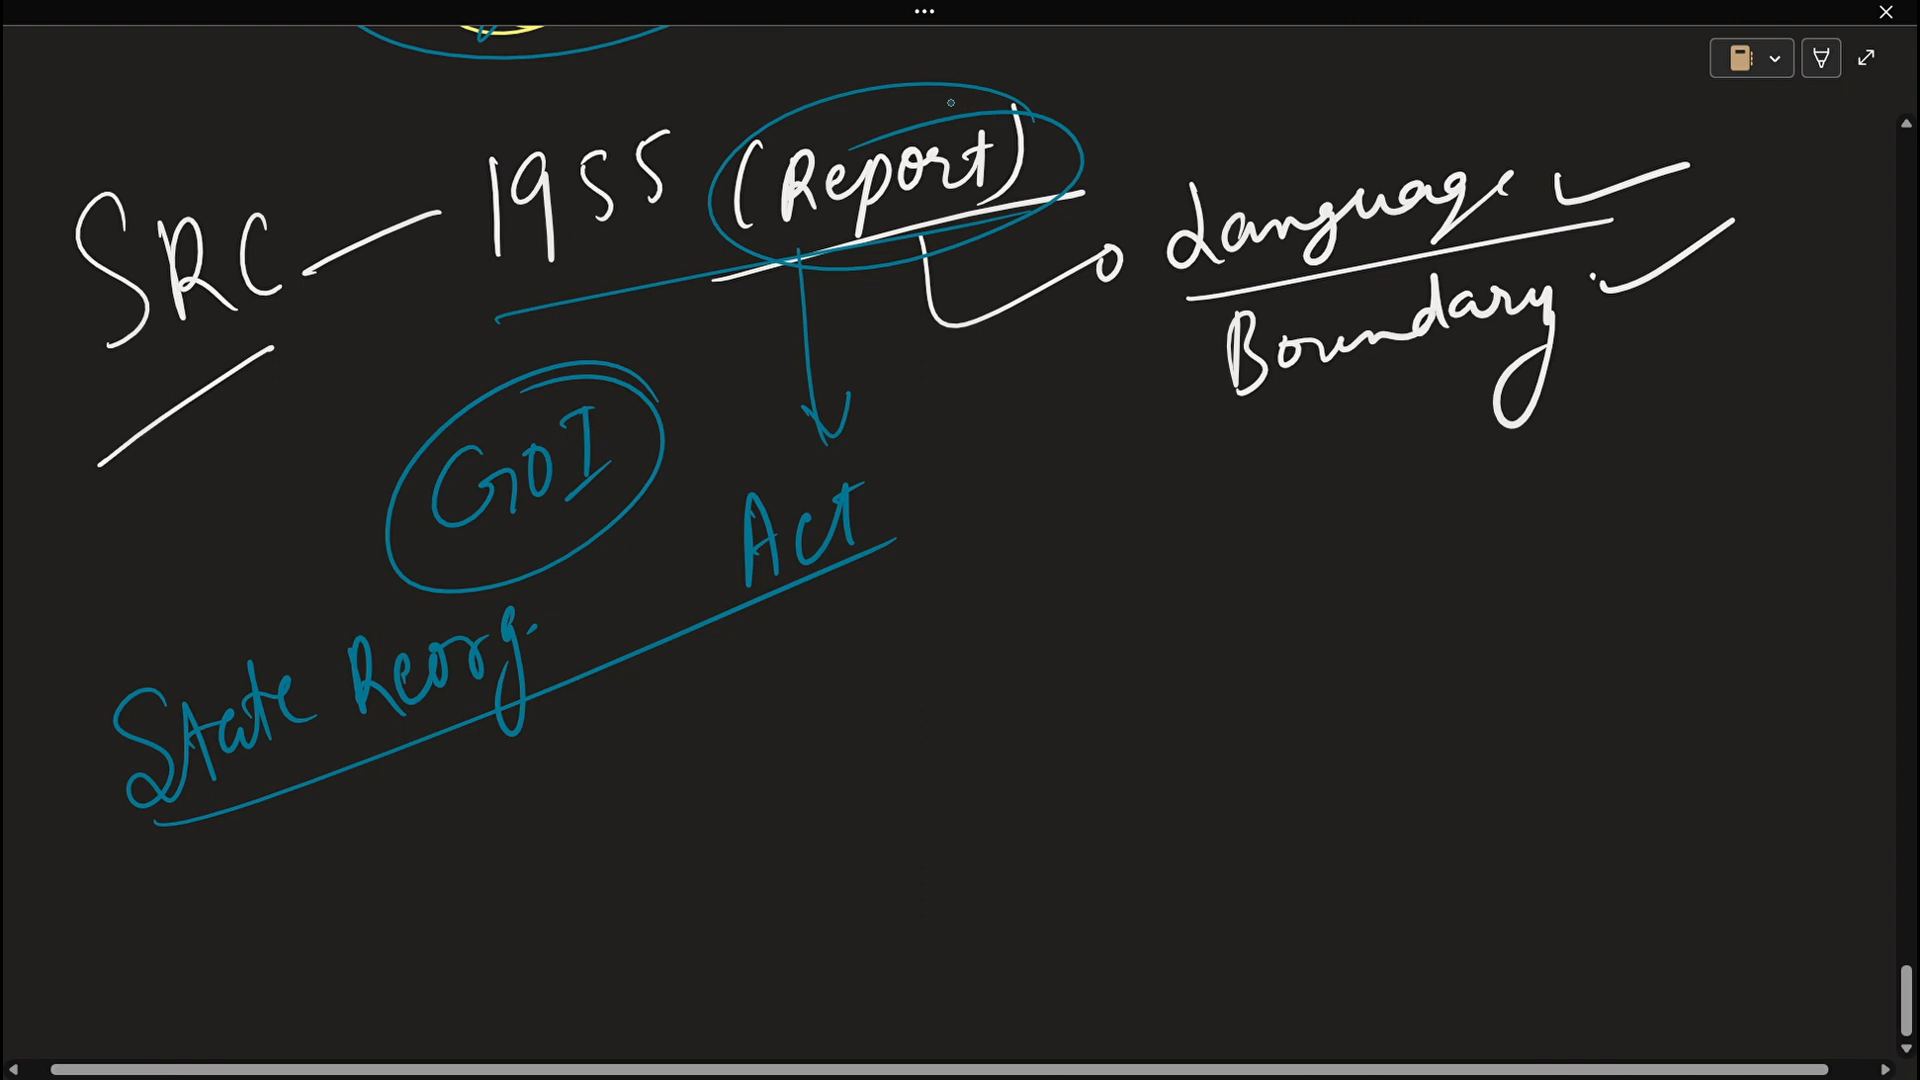 SRC — 1955 (Report)
Language ✓
Boundary ✓
GOI
Act
State Reorg.